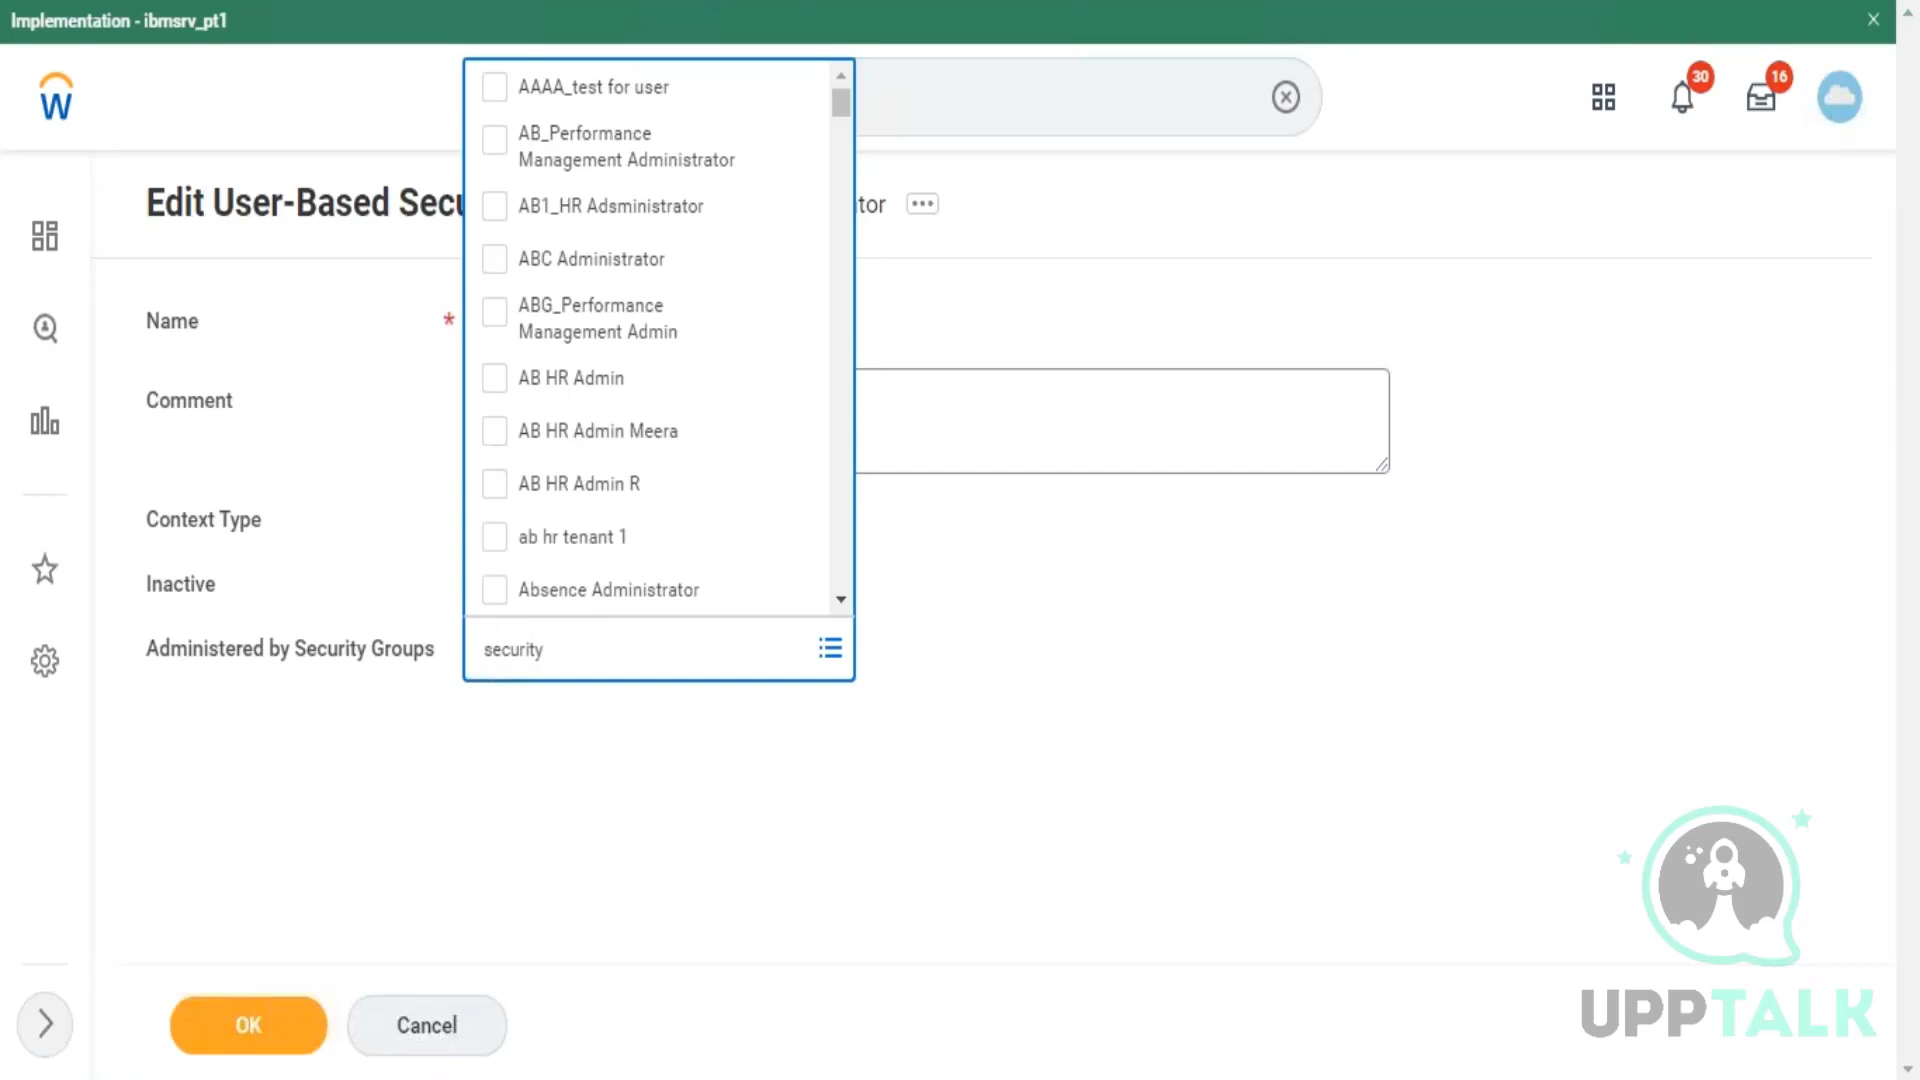 Implementation - ibmsrv_pt1
W
30
16
AAAA_test for user
AB_Performance
Management Administrator
AB1_HR Adsministrator
ABC Administrator
ABG_Performance
Management Admin
AB HR Admin
AB HR Admin Meera
AB HR Admin R
ab hr tenant 1
Absence Administrator
security
Edit User-Based Secu
tor
Name *
Comment
Context Type
Inactive
Administered by Security Groups
OK
Cancel
UPPTALK